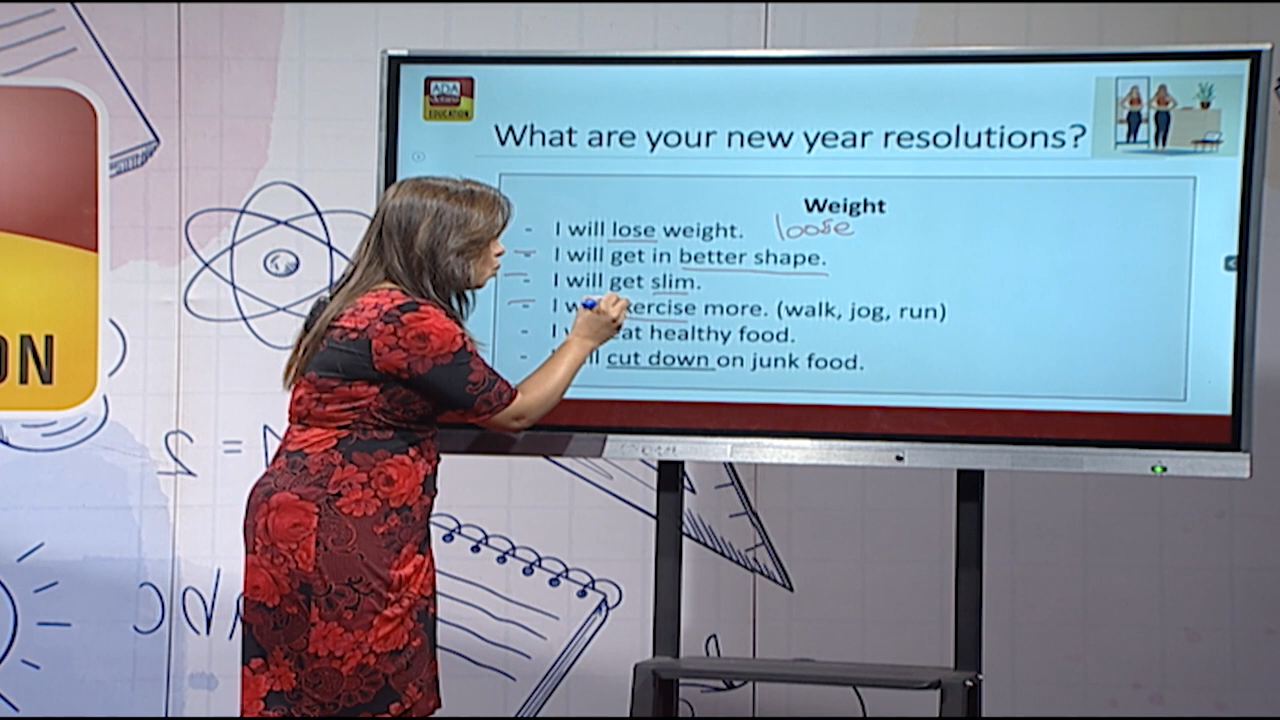 ADA
EDUCATION
What are your new year resolutions?
Weight
- I will lose weight. loose
- I will get in better shape.
- I will get slim.
- I exercise more. (walk, jog, run)
- I eat healthy food.
- cut down on junk food.
ON